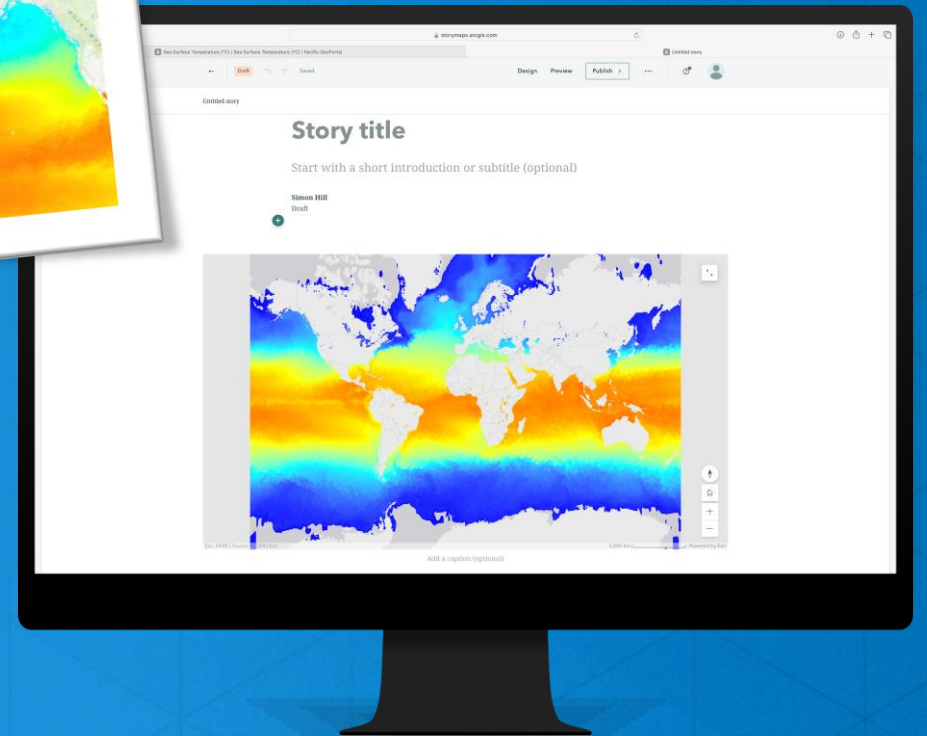 storymaps.arcgis.com
Sea Surface Temperature (°C) | Sea Surface Temperature (°C) | Pacific GeoPortal
Untitled story
Draft
Saved
Design
Preview
Publish
Untitled story
Story title
Start with a short introduction or subtitle (optional)
Simon Hill
Draft
Powered by Esri
Add a caption (optional)